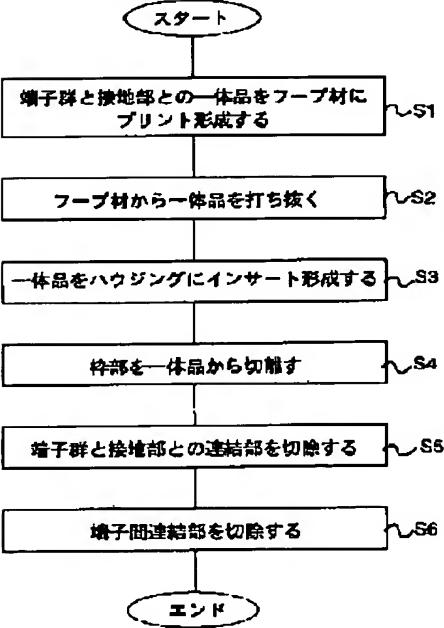 スタート
端子群と接地部との一体品をフープ材に
プリント形成する
S1
フープ材から一体品を打ち抜く
S2
一体品をハウジングにインサート形成する
S3
枠部を一体品から切離す
S4
端子群と接地部との連結部を切除する
S5
端子間連結部を切除する
S6
エンド